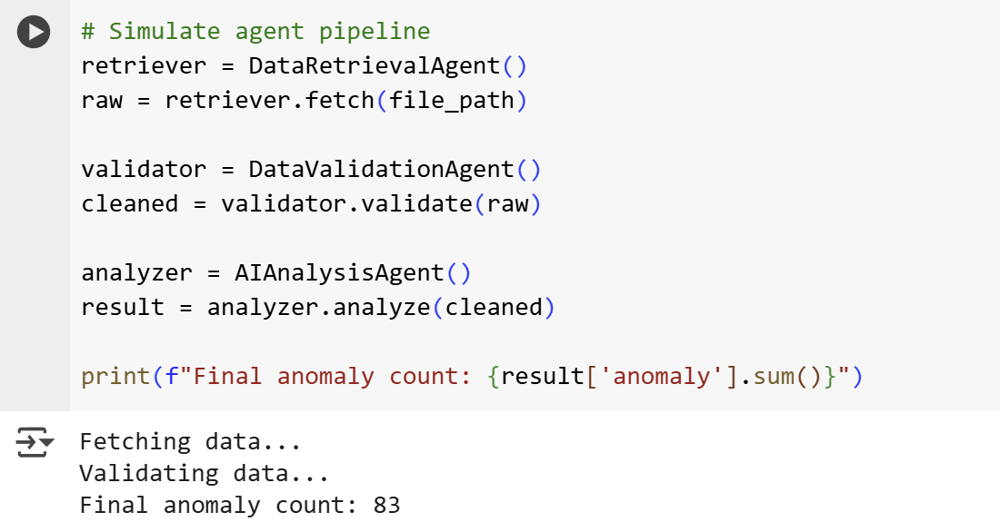 # Simulate agent pipeline
retriever = DataRetrievalAgent()
raw = retriever.fetch(file_path)
validator = DataValidationAgent()
cleaned = validator.validate(raw)
analyzer = AIAnalysisAgent()
result = analyzer.analyze(cleaned)
print(f"Final anomaly count: {result['anomaly'].sum()}")
Fetching data...
Validating data...
Final anomaly count: 83